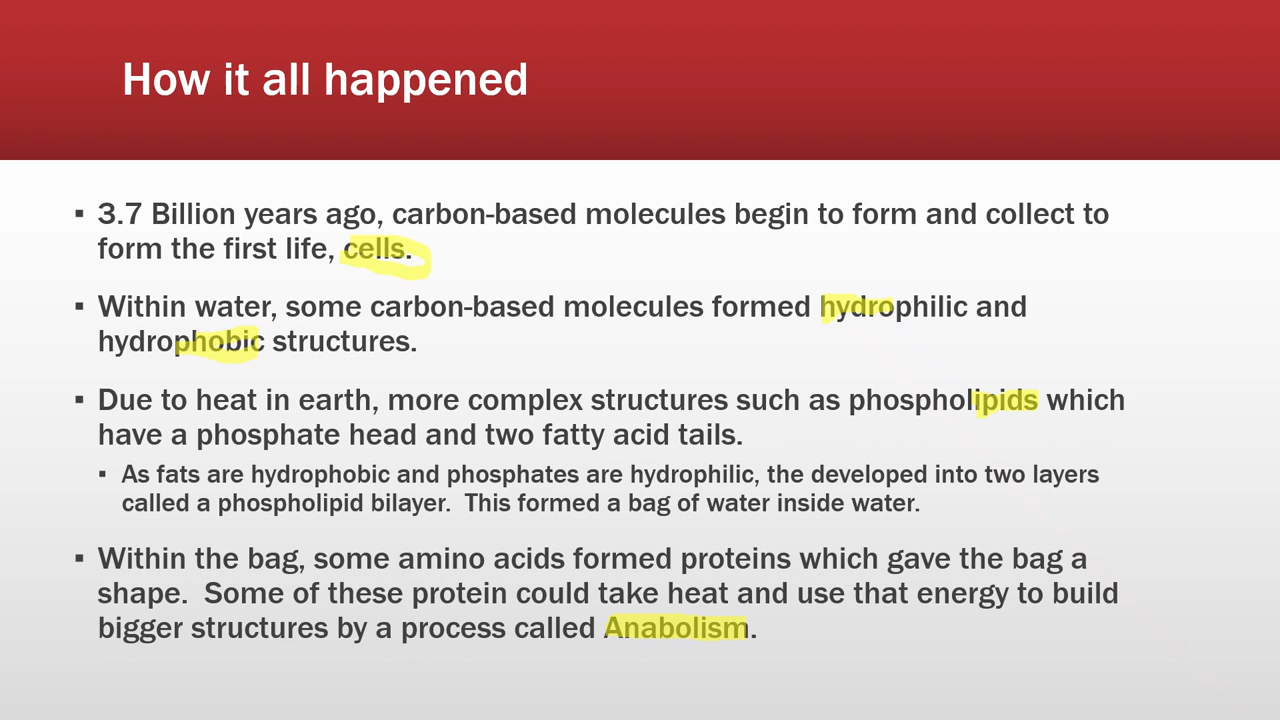 How it all happened
▪ 3.7 Billion years ago, carbon-based molecules begin to form and collect to
form the first life, cells.
▪ Within water, some carbon-based molecules formed hydrophilic and
hydrophobic structures.
▪ Due to heat in earth, more complex structures such as phospholipids which
have a phosphate head and two fatty acid tails.
▪ As fats are hydrophobic and phosphates are hydrophilic, the developed into two layers
called a phospholipid bilayer.  This formed a bag of water inside water.
▪ Within the bag, some amino acids formed proteins which gave the bag a
shape.  Some of these protein could take heat and use that energy to build
bigger structures by a process called Anabolism.